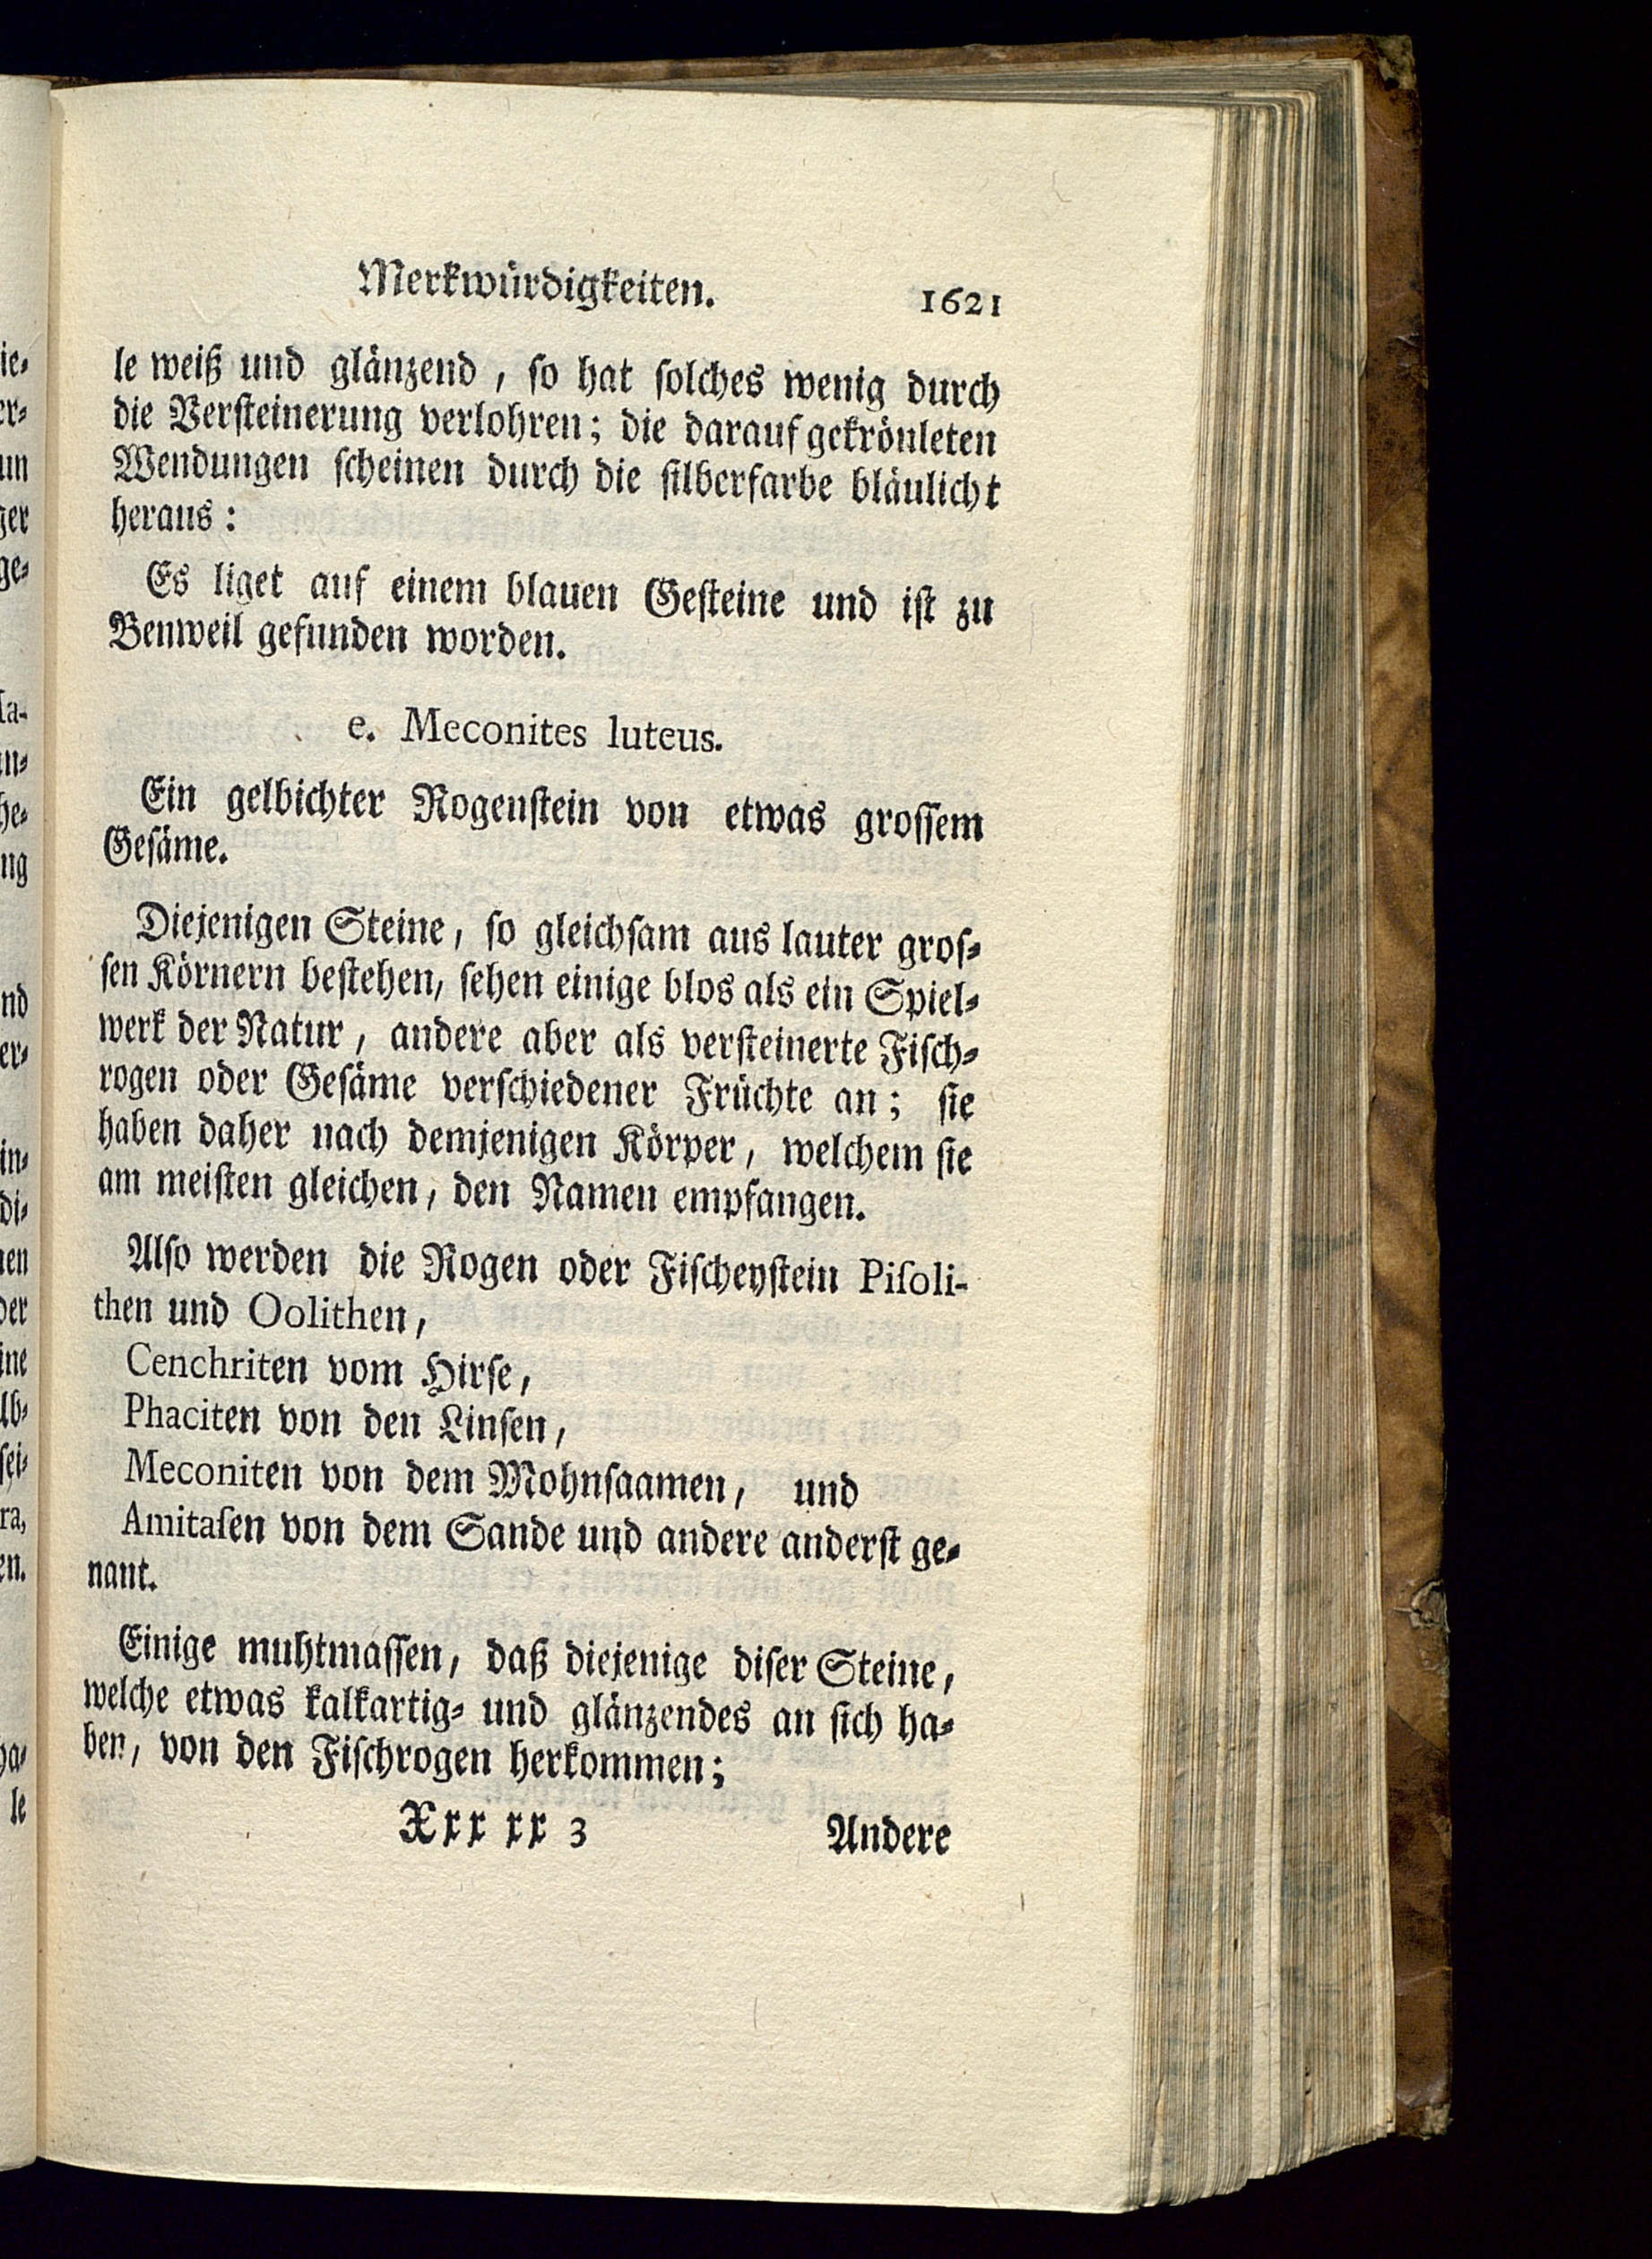 Merkwürdigkeiten. 1621
le weiß und glänzend, so hat solches wenig durch
die Versteinerung verlohren; die darauf gekrönleten
Wendungen scheinen durch die silberfarbe bläulicht
heraus:
Es liget auf einem blauen Gesteine und ist zu
Benweil gefunden worden.
e. Meconites luteus.
Ein gelbichter Rogenstein von etwas grossem
Gesäme.
Diejenigen Steine, so gleichsam aus lauter gros-
sen Körnern bestehen, sehen einige blos als ein Spiel-
werk der Natur, andere aber als versteinerte Fisch-
rogen oder Gesäme verschiedener Früchte an; sie
haben daher nach demjenigen Körper, welchem sie
am meisten gleichen, den Namen empfangen.
Also werden die Rogen oder Fischeystein Pisoli-
then und Oolithen,
Cenchriten vom Hirse,
Phaciten von den Linsen,
Meconiten von dem Mohnsaamen, und
Amitasen von dem Sande und andere anderst ge-
nant.
Einige muhtmassen, daß diejenige diser Steine,
welche etwas kalkartig- und glänzendes an sich ha-
ben, von den Fischrogen herkommen;
Xxx xx 3 Andere